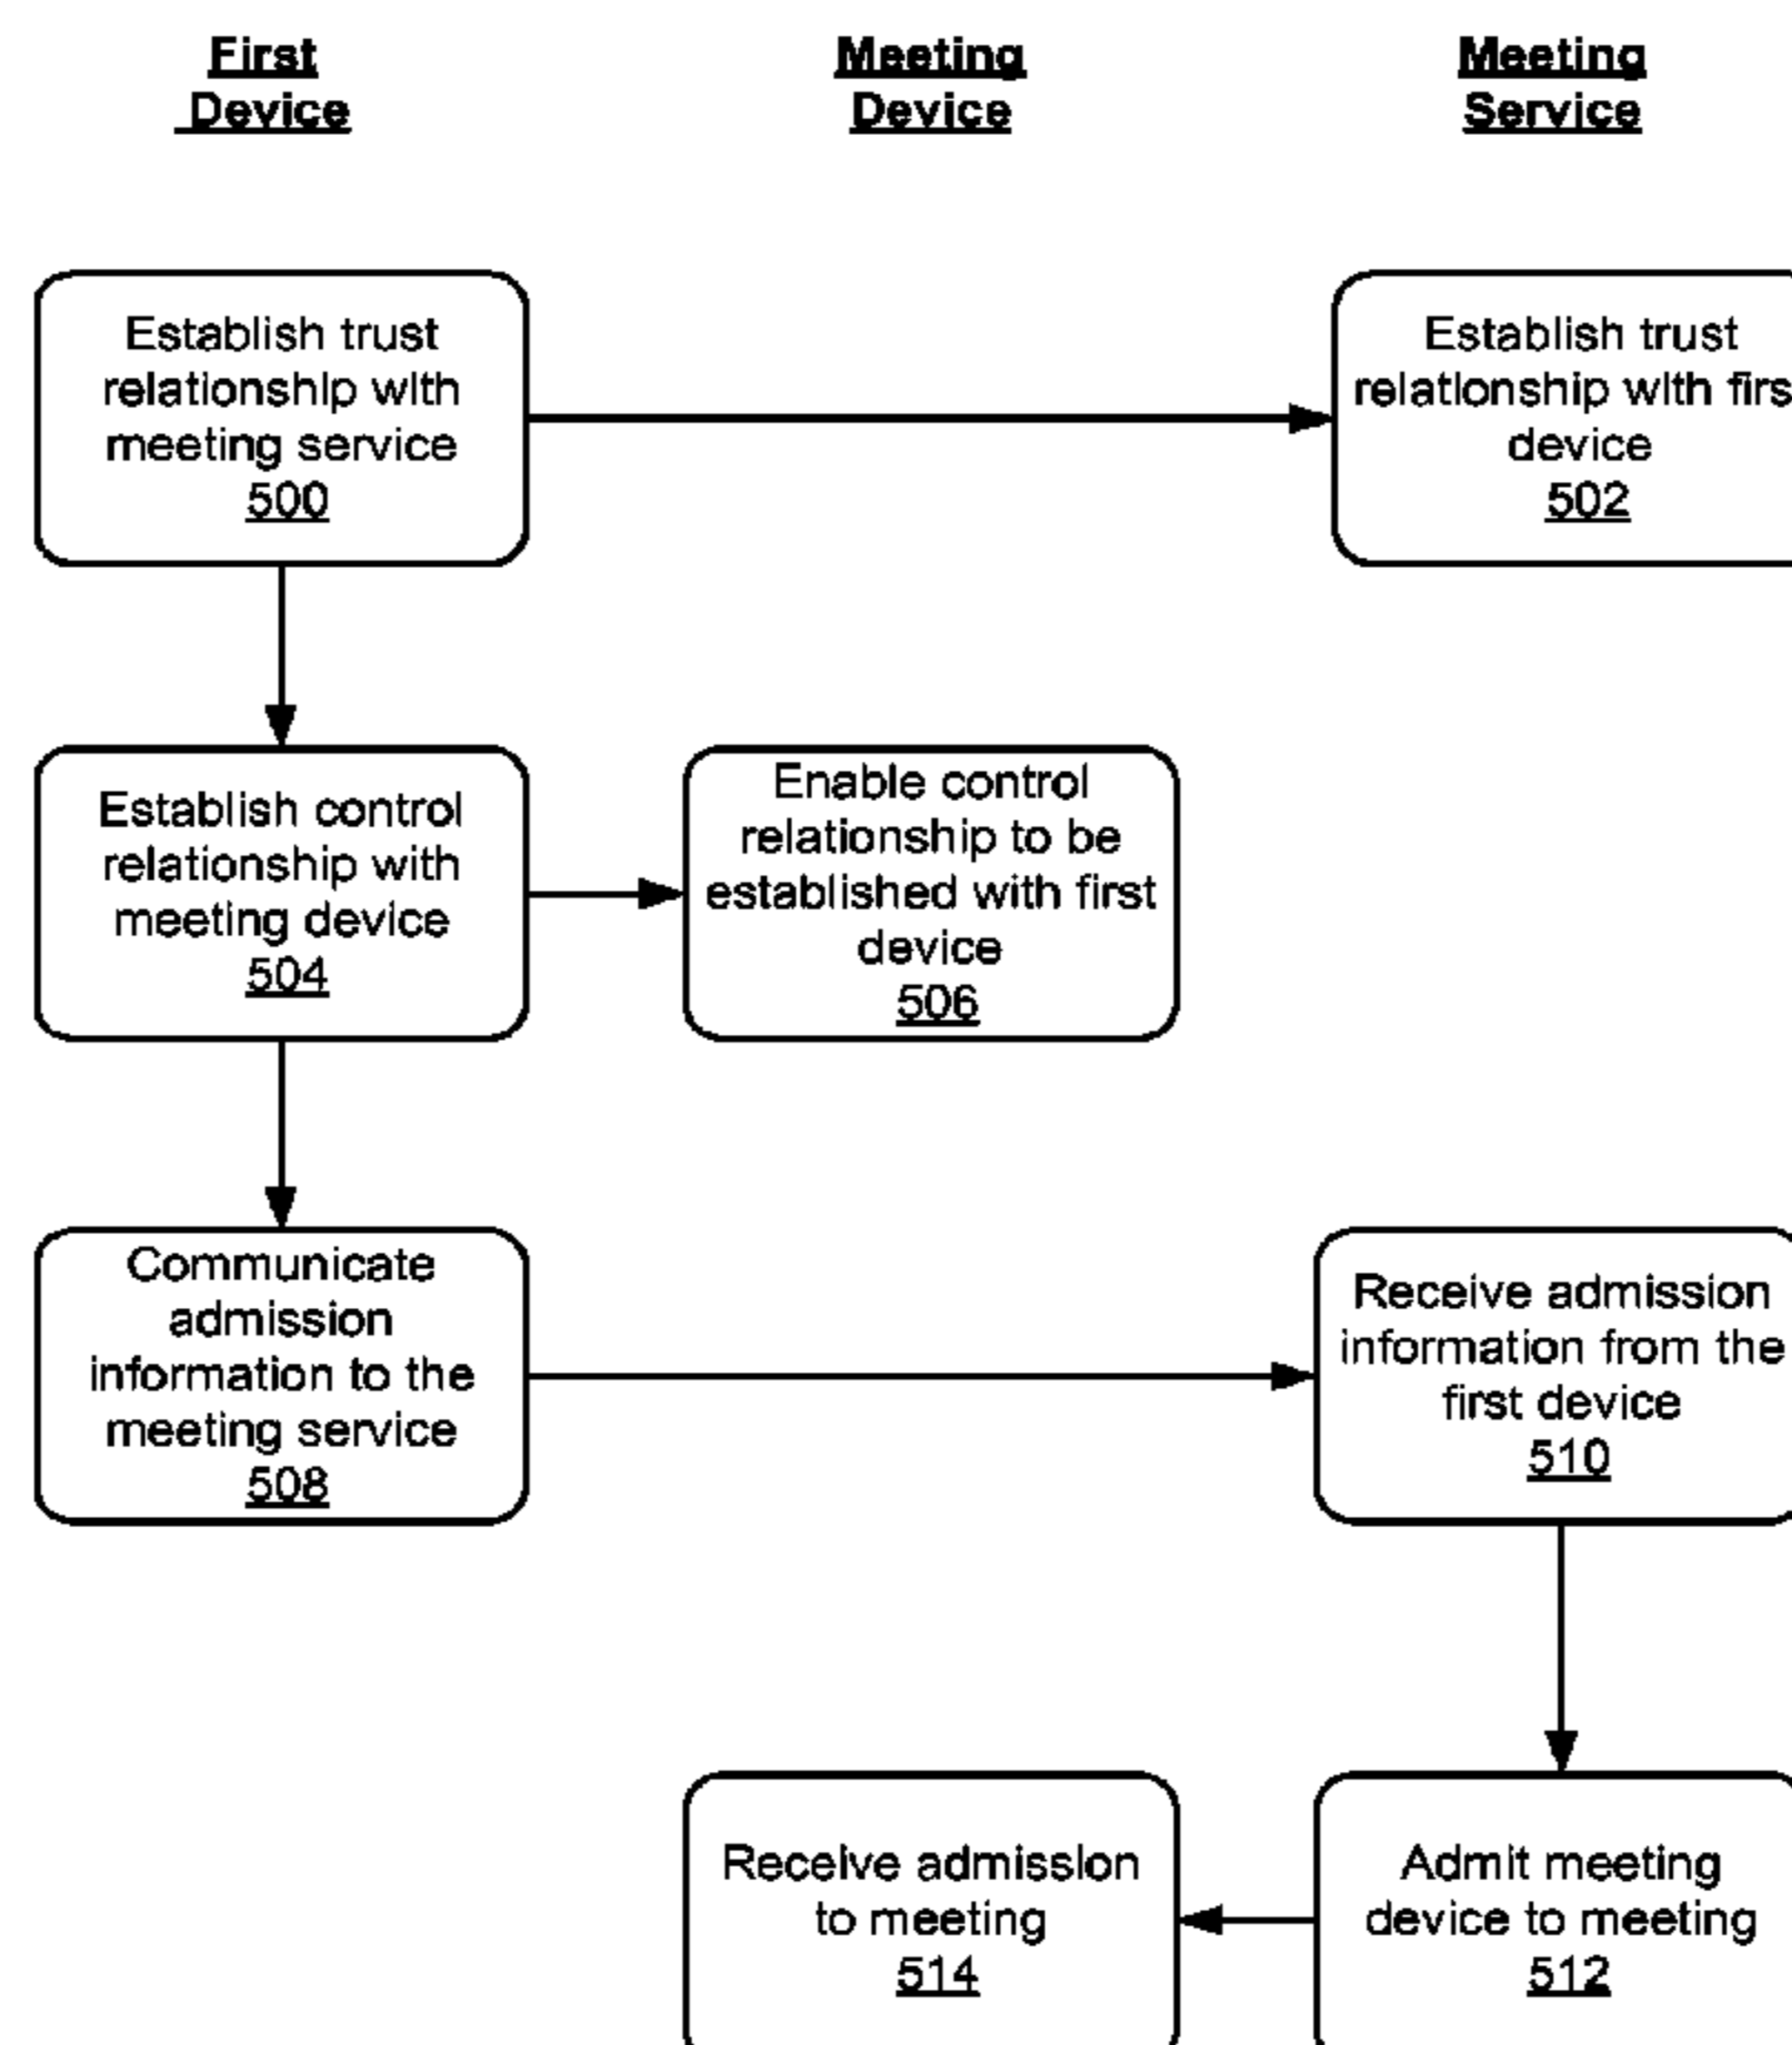 First
Device
Meeting
Device
Meeting
Service
Establish trust
relationship with
meeting service
500
Establish trust
relationship with firs
device
502
Establish control
relationship with
meeting device
504
Enable control
relationship to be
established with first
device
506
Communicate
admission
information to the
meeting service
508
Receive admission
information from the
first device
510
Receive admission
to meeting
514
Admit meeting
device to meeting
512